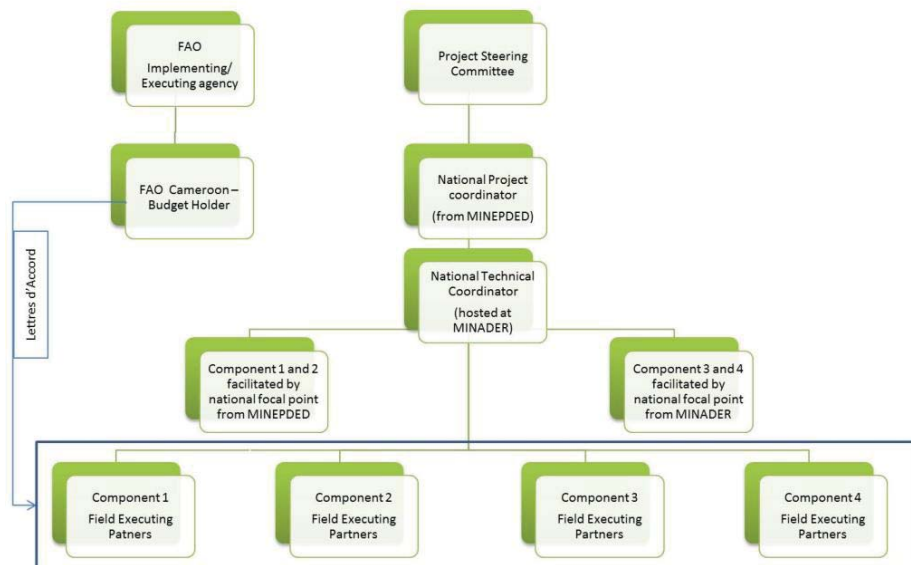 FAO
Implementing/
Executing agency
Project Steering
Committee
FAO Cameroon –
Budget Holder
National Project
coordinator
(from MINEPDED)
Lettres d'Accord
National Technical
Coordinator
(hosted at
MINADER)
Component 1 and 2
facilitated by
national focal point
from MINEPDED
Component 3 and 4
facilitated by
national focal point
from MINADER
Component 1
Field Executing
Patners
Component 2
Field Executing
Partners
Component 3
Field Executing
Partners
Component 4
Field Executing
Partners